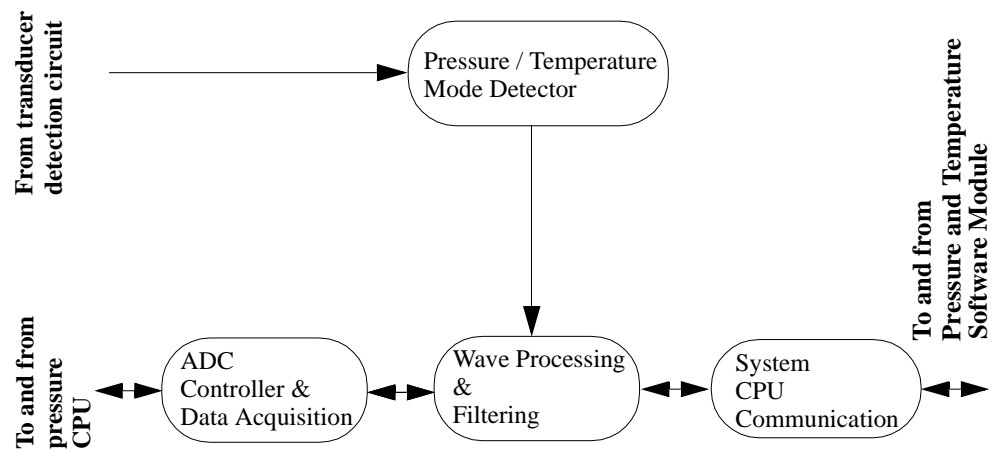 From transducer
detection circuit
Pressure / Temperature
Mode Detector
To and from
Pressure and Temperature
Software Module
To and from
pressure
CPU
ADC
Controller &
Data Acquisition
Wave Processing
&
Filtering
System
CPU
Communication